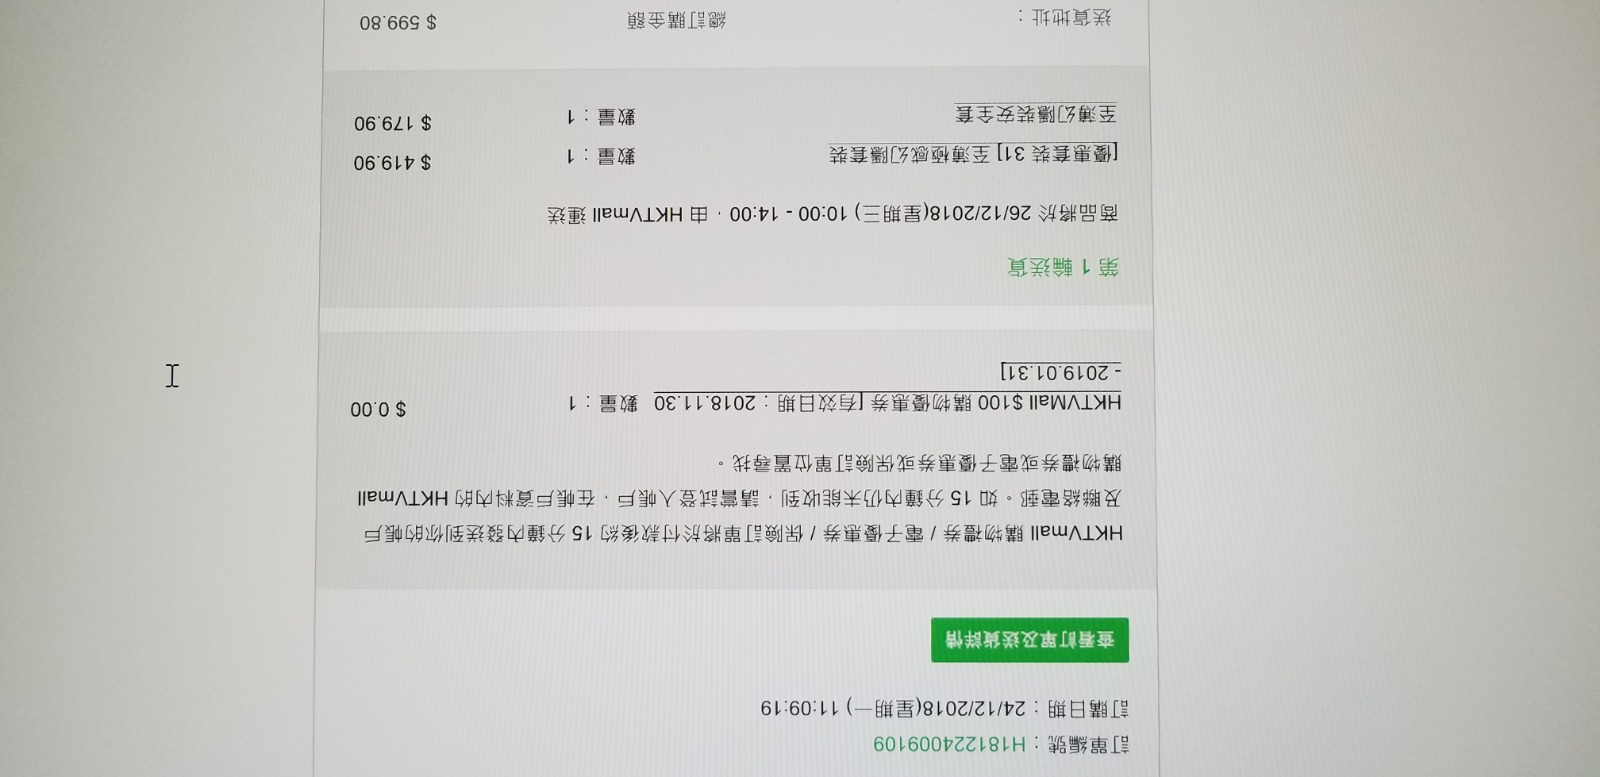 訂單編號：H181224009109
訂購日期：24/12/2018(星期一) 11:09:19
查看訂單及送貨詳情
HKTVmall 購物禮券 / 電子優惠券 / 保險訂單將於付款後約 15 分鐘內發送到你的帳戶
及聯絡電郵。如 15 分鐘內仍未能收到，請嘗試登入帳戶，在帳戶資料內的 HKTVmall
購物禮券或電子優惠券或保險訂單位置尋找。
HKTVMall $100 購物優惠券 [有效日期：2018.11.30 數量：1 $ 0.00
- 2019.01.31]
第 1 輪送貨
商品將於 26/12/2018(星期三) 10:00 - 14:00，由 HKTVmall 運送
[優惠套裝 31] 至薄極感幻隱套裝 數量：1 $ 419.90
至薄幻隱裝安全套 數量：1 $ 179.90
送貨地址： 總訂購金額 $ 599.80